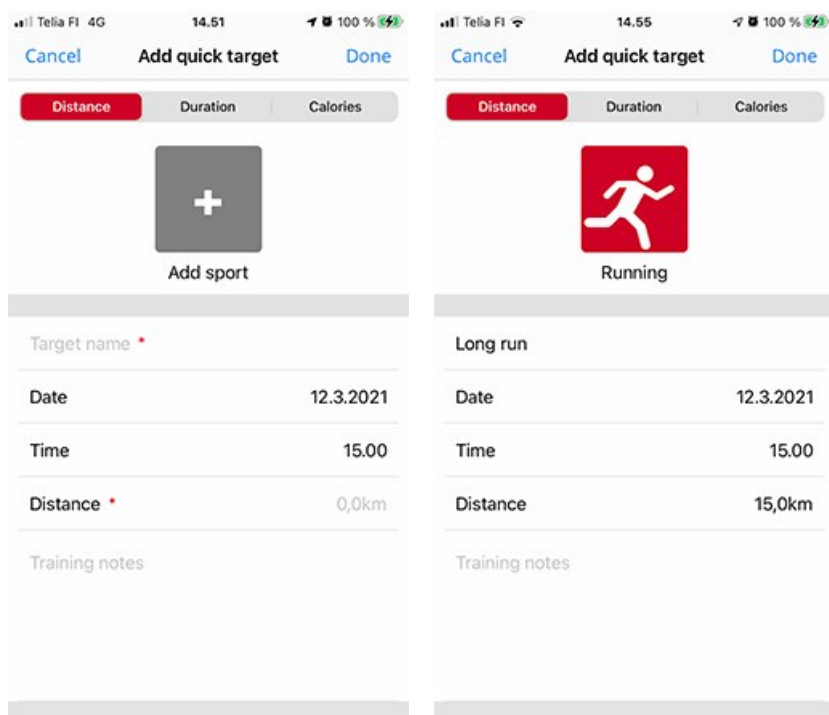 Telia FI 4G 14.51 100 %
Cancel Add quick target Done
Distance Duration Calories
Add sport
Target name *
Date 12.3.2021
Time 15.00
Distance * 0,0km
Training notes
Telia FI 14.55 100 %
Cancel Add quick target Done
Distance Duration Calories
Running
Long run
Date 12.3.2021
Time 15.00
Distance 15,0km
Training notes